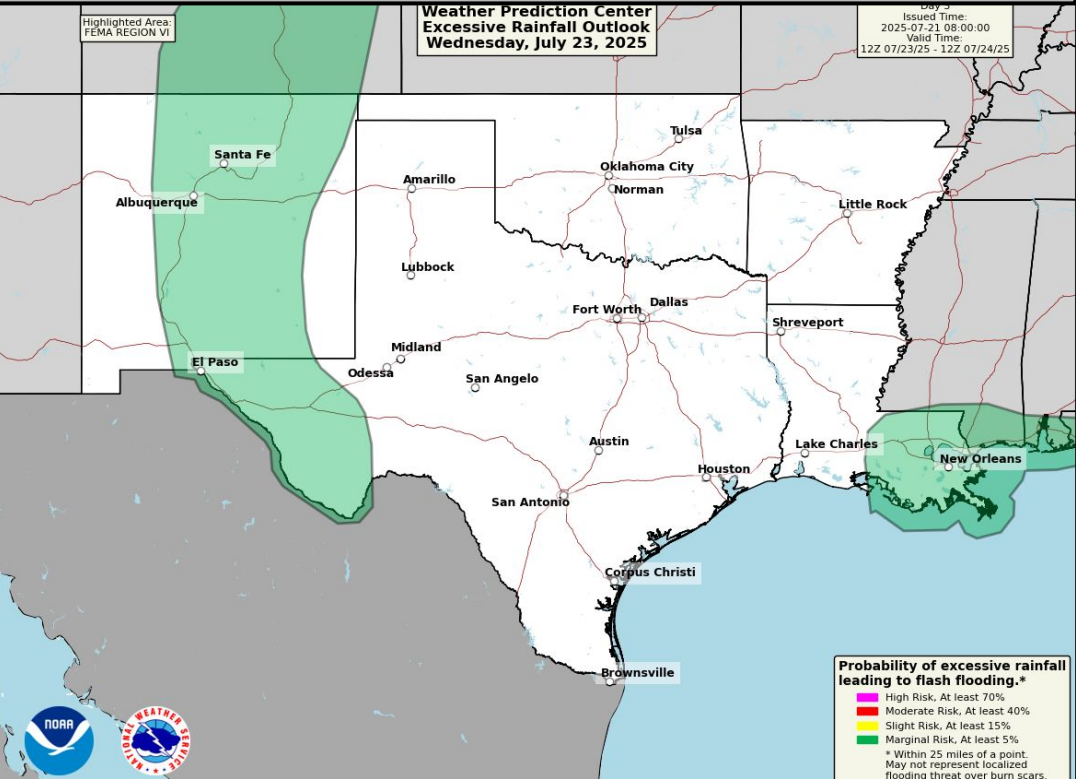 Highlighted Area:
FEMA REGION VI
Weather Prediction Center
Excessive Rainfall Outlook
Wednesday, July 23, 2025
Day 3
Issued Time:
2025-07-21 08:00:00
Valid Time:
12Z 07/23/25 - 12Z 07/24/25
Tulsa
Santa Fe
Oklahoma City
Amarillo
Norman
Albuquerque
Little Rock
Lubbock
Dallas
Fort Worth
Shreveport
Midland
El Paso
Odessa
San Angelo
Austin
Lake Charles
New Orleans
Houston
San Antonio
Corpus Christi
Brownsville
Probability of excessive rainfall
leading to flash flooding.*
High Risk, At least 70%
Moderate Risk, At least 40%
Slight Risk, At least 15%
Marginal Risk, At least 5%
* Within 25 miles of a point.
May not represent localized
flooding threat over burn scars.
NOAA
NATIONAL WEATHER SERVICE